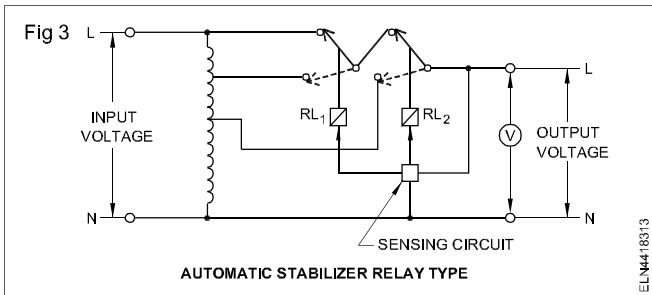 Fig 3
L
INPUT
VOLTAGE
N
RL1
RL2
V
L
OUTPUT
VOLTAGE
N
SENSING CIRCUIT
AUTOMATIC STABILIZER RELAY TYPE
ELN4418313